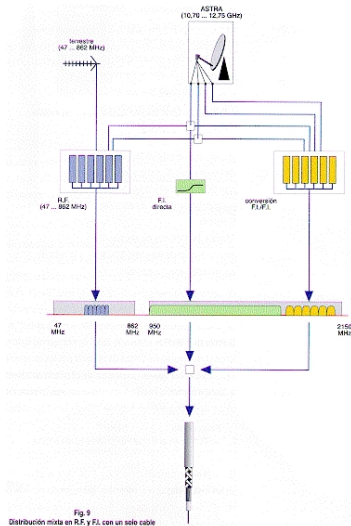 ASTRA
(10,70 ... 12,75 GHz)
terrestre
(47 ... 862 MHz)
R.F.
(47 ... 862 MHz)
F.I.
directa
conversión
F.I./F.I.
47
MHz
862
MHz
950
MHz
2150
MHz
Fig. 9
Distribución mixta en R.F. y F.I. con un solo cable